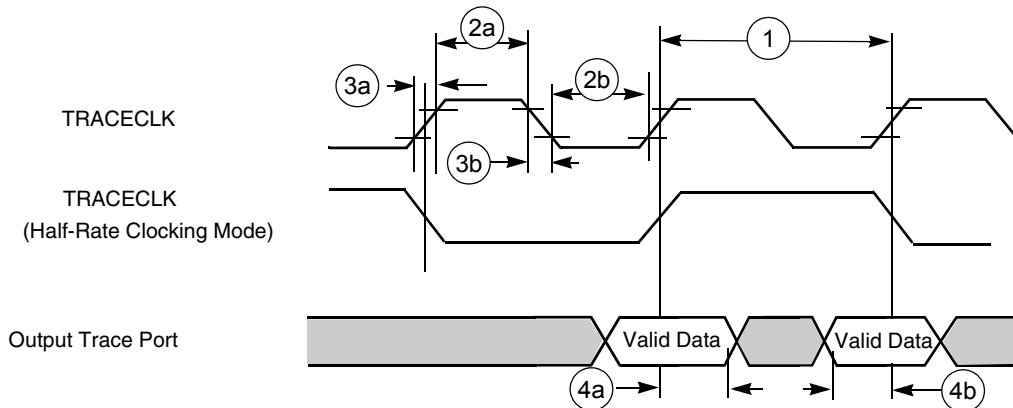 2a
1
3a
2b
TRACECLK
3b
TRACECLK
(Half-Rate Clocking Mode)
Output Trace Port
Valid Data
Valid Data
4a
4b